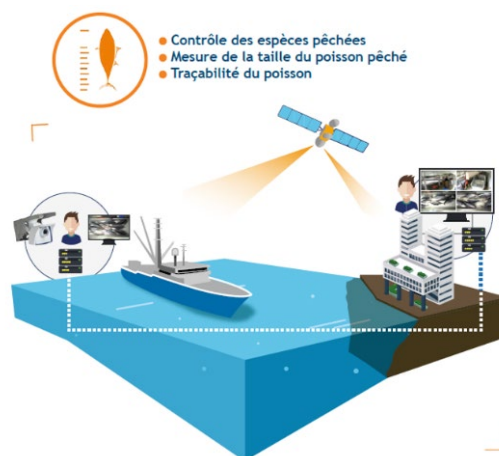 Contrôle des espèces pêchées
Mesure de la taille du poisson pêché
Traçabilité du poisson